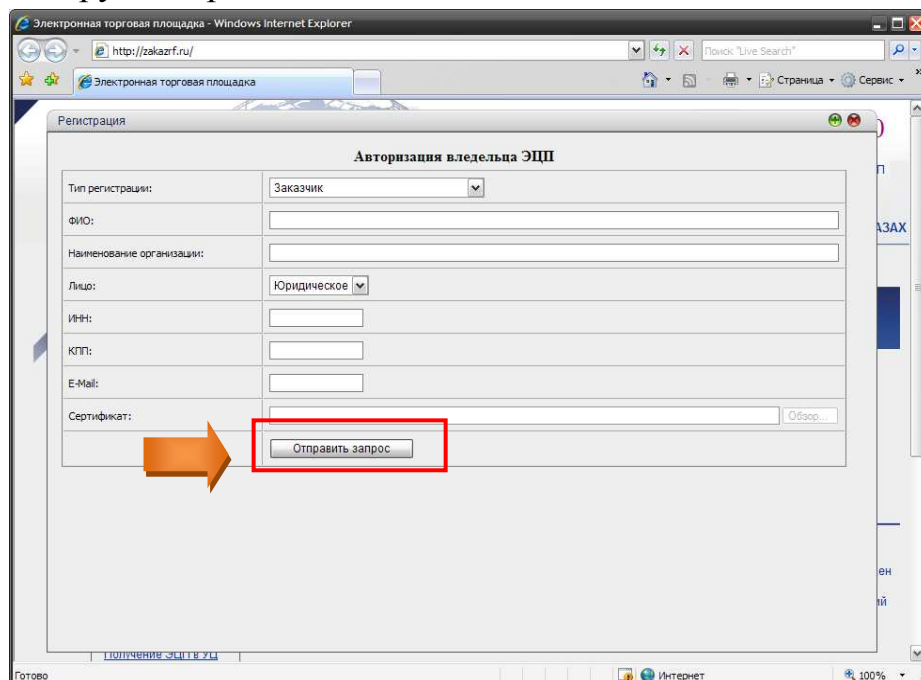 Электронная торговая площадка - Windows Internet Explorer
http://zakazrf.ru/
Поиск "Live Search"
Электронная торговая площадка
Страница
Сервис
Регистрация
Авторизация вледельца ЭЦП
Тип регистрации:
Заказчик
ФИО:
АЗАХ
Наименование организации:
Лицо:
Юридическое
ИНН:
КПП:
E-Mail:
Сертификат:
Обзор...
Отправить запрос
ен
ий
Получение ЭЦП в УЦ
Готово
Интернет
100%